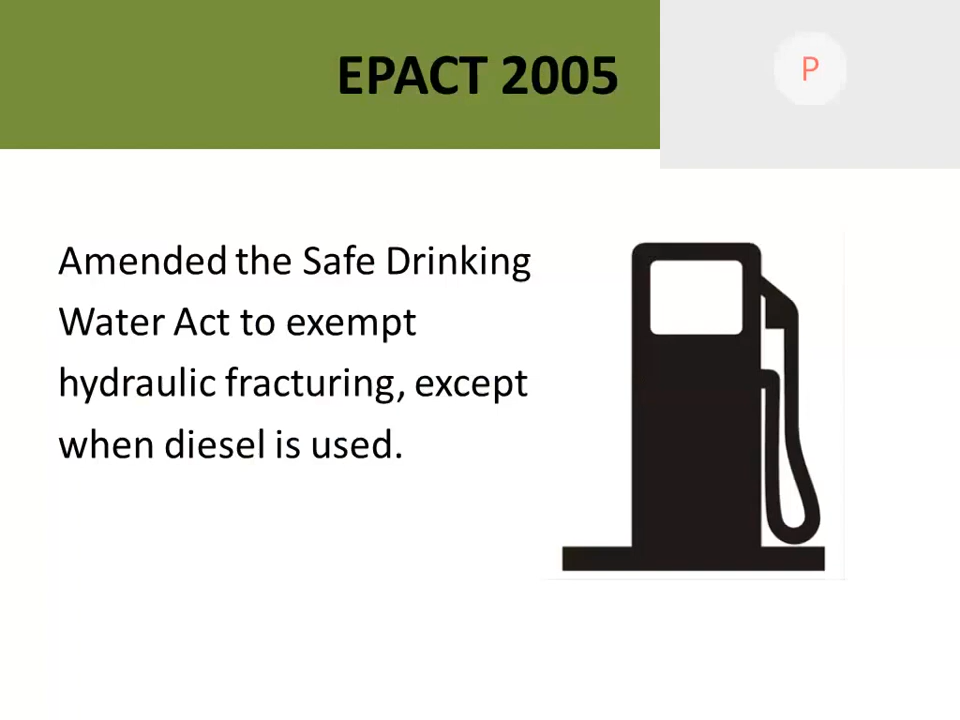 EPACT 2005
P
Amended the Safe Drinking
Water Act to exempt
hydraulic fracturing, except
when diesel is used.